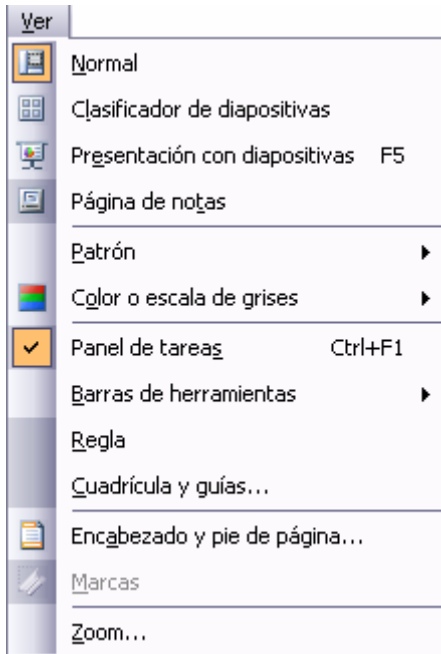 Ver
Normal
Clasificador de diapositivas
Presentación con diapositivas F5
Página de notas
Patrón
Color o escala de grises
Panel de tareas Ctrl+F1
Barras de herramientas
Regla
Cuadrícula y guías...
Encabezado y pie de página...
Marcas
Zoom...